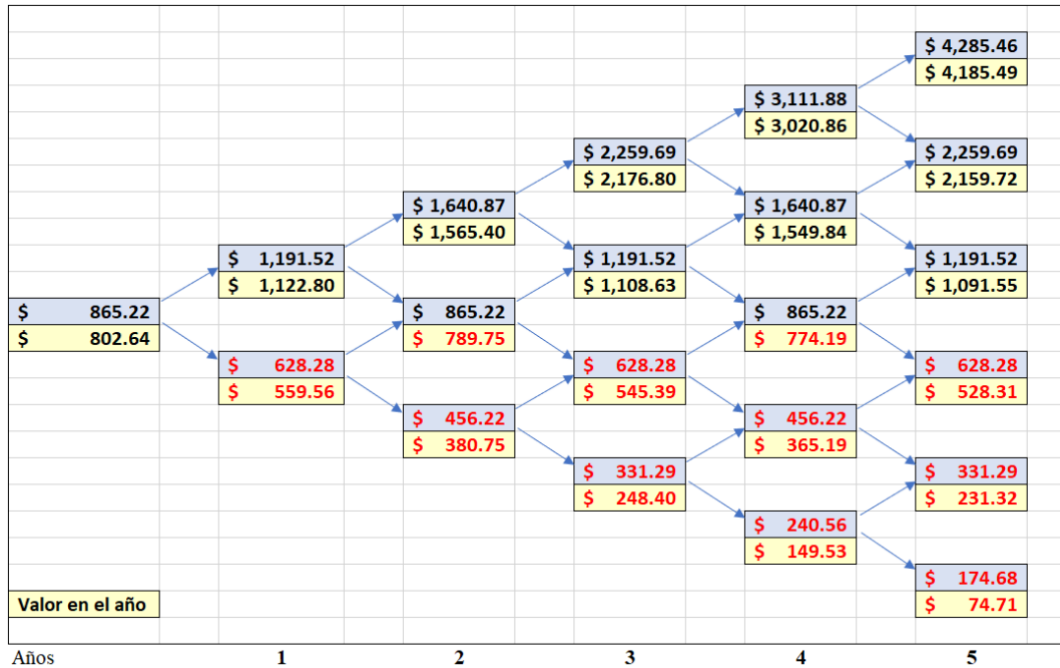 $ 4,285.46
$ 4,185.49
$ 3,111.88
$ 3,020.86
$ 2,259.69 $ 2,259.69
$ 2,176.80 $ 2,159.72
$ 1,640.87 $ 1,640.87
$ 1,565.40 $ 1,549.84
$ 1,191.52 $ 1,191.52 $ 1,191.52
$ 1,122.80 $ 1,108.63 $ 1,091.55
$ 865.22 $ 865.22 $ 865.22
$ 802.64 $ 789.75 $ 774.19
$ 628.28 $ 628.28 $ 628.28
$ 559.56 $ 545.39 $ 528.31
$ 456.22 $ 456.22
$ 380.75 $ 365.19
$ 331.29 $ 331.29
$ 248.40 $ 231.32
$ 240.56
$ 149.53
$ 174.68
Valor en el año $ 74.71
Años 1 2 3 4 5